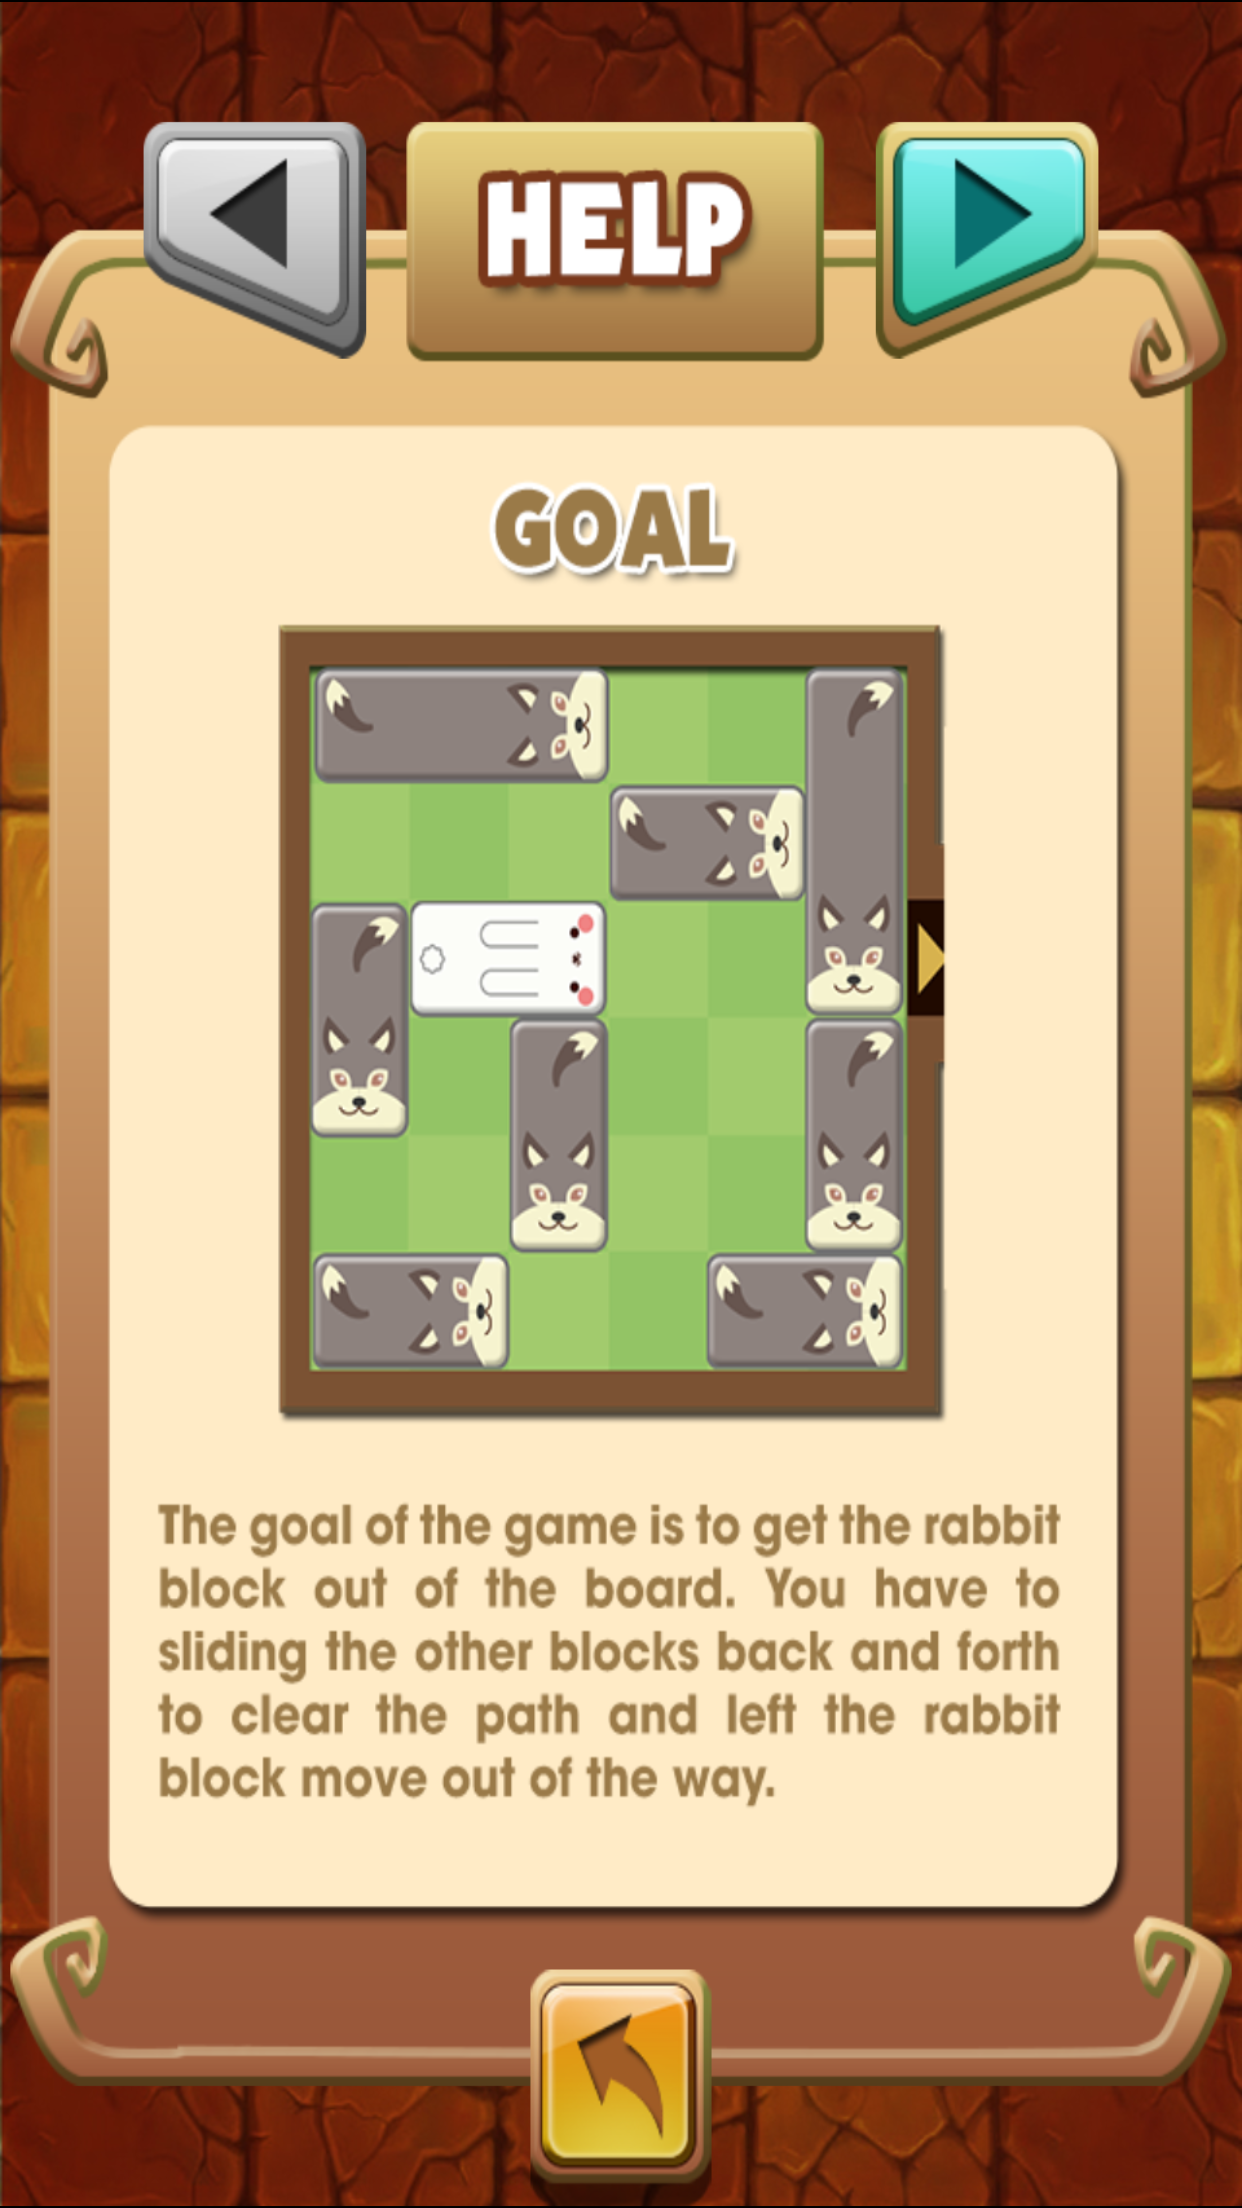 HELP
GOAL
The goal of the game is to get the rabbit
block out of the board. You have to
sliding the other blocks back and forth
to clear the path and left the rabbit
block move out of the way.